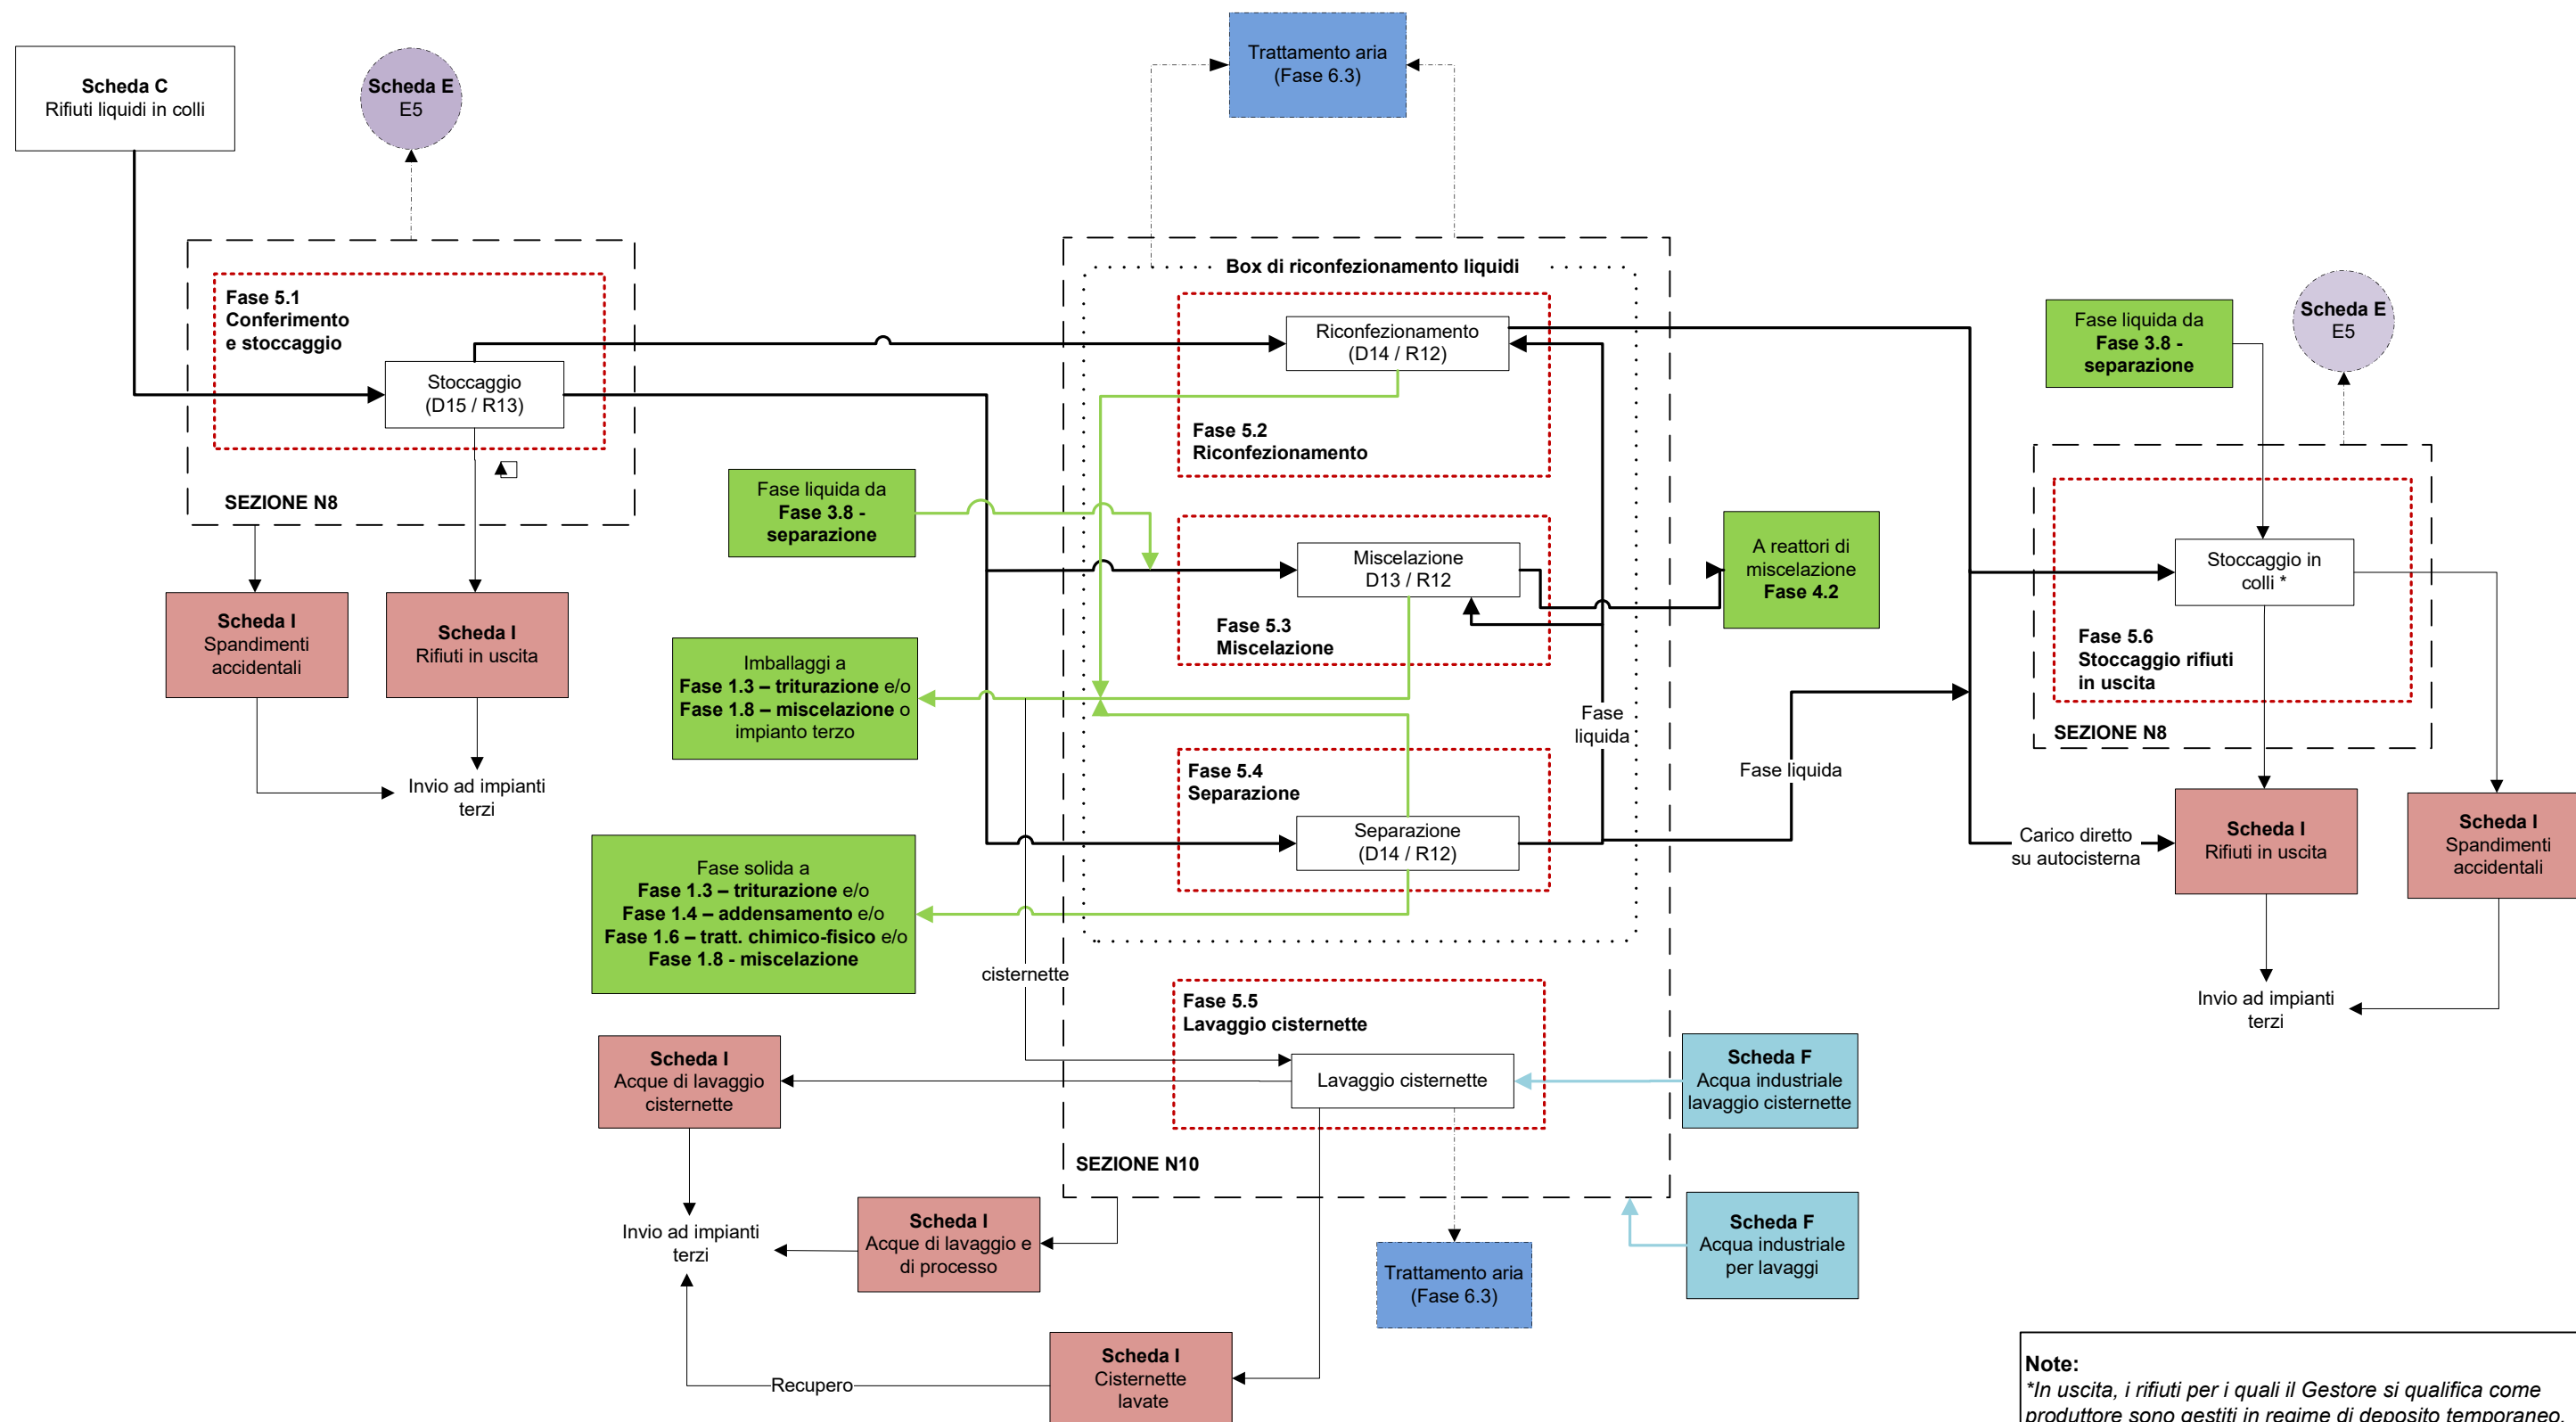 Scheda C
Rifiuti liquidi in colli
Scheda E
E5
Trattamento aria
(Fase 6.3)
Fase 5.1
Conferimento
e stoccaggio
Stoccaggio
(D15 / R13)
SEZIONE N8
Scheda I
Spandimenti
accidentali
Scheda I
Rifiuti in uscita
Invio ad impianti
terzi
Box di riconfezionamento liquidi
Riconfezionamento
(D14 / R12)
Fase 5.2
Riconfezionamento
Fase liquida da
Fase 3.8 -
separazione
Miscelazione
D13 / R12
Fase 5.3
Miscelazione
A reattori di
miscelazione
Fase 4.2
Imballaggi a
Fase 1.3 – triturazione e/o
Fase 1.8 – miscelazione o
impianto terzo
Fase
liquida
Fase 5.4
Separazione
Separazione
(D14 / R12)
Fase liquida
Fase solida a
Fase 1.3 – triturazione e/o
Fase 1.4 – addensamento e/o
Fase 1.6 – tratt. chimico-fisico e/o
Fase 1.8 - miscelazione
cisternette
Fase 5.5
Lavaggio cisternette
Lavaggio cisternette
SEZIONE N10
Scheda I
Acque di lavaggio
cisternette
Scheda F
Acqua industriale
lavaggio cisternette
Scheda F
Acqua industriale
per lavaggi
Invio ad impianti
terzi
Scheda I
Acque di lavaggio e
di processo
Trattamento aria
(Fase 6.3)
Recupero
Scheda I
Cisternette
lavate
Fase liquida da
Fase 3.8 -
separazione
Scheda E
E5
Stoccaggio in
colli *
Fase 5.6
Stoccaggio rifiuti
in uscita
SEZIONE N8
Carico diretto
su autocisterna
Scheda I
Rifiuti in uscita
Scheda I
Spandimenti
accidentali
Invio ad impianti
terzi
Note:
*In uscita, i rifiuti per i quali il Gestore si qualifica come
produttore sono gestiti in regime di deposito temporaneo.